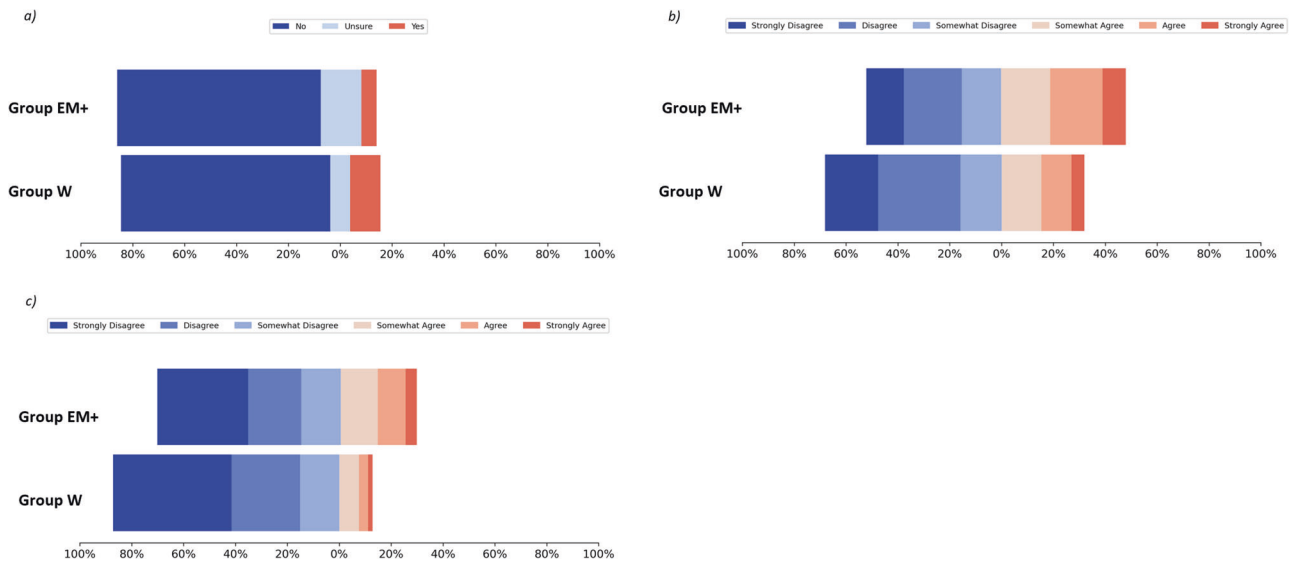 a)
No Unsure Yes
Group EM+
Group W
100% 80% 60% 40% 20% 0% 20% 40% 60% 80% 100%
b)
Strongly Disagree Disagree Somewhat Disagree Somewhat Agree Agree Strongly Agree
Group EM+
Group W
100% 80% 60% 40% 20% 0% 20% 40% 60% 80% 100%
c)
Strongly Disagree Disagree Somewhat Disagree Somewhat Agree Agree Strongly Agree
Group EM+
Group W
100% 80% 60% 40% 20% 0% 20% 40% 60% 80% 100%